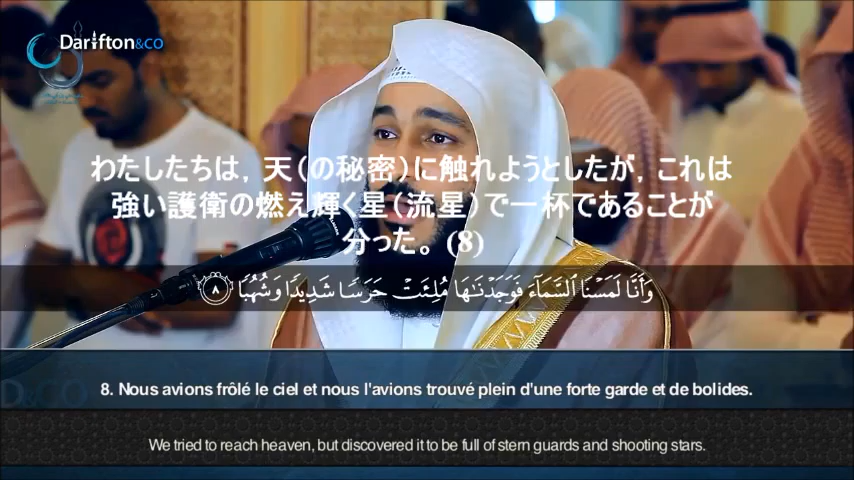 Darifton&co
わたしたちは，天（の秘密）に触れようとしたが，これは
強い護衛の燃え輝く星（流星）で一杯であることが
分った。 (8)
وَأَنَّا لَمَسْنَا ٱلسَّمَآءَ فَوَجَدْنَـٰهَا مُلِئَتْ حَرَسًا شَدِيدًا وَشُهُبًا ٨
8. Nous avions frôlé le ciel et nous l'avions trouvé plein d'une forte garde et de bolides.
We tried to reach heaven, but discovered it to be full of stern guards and shooting stars.